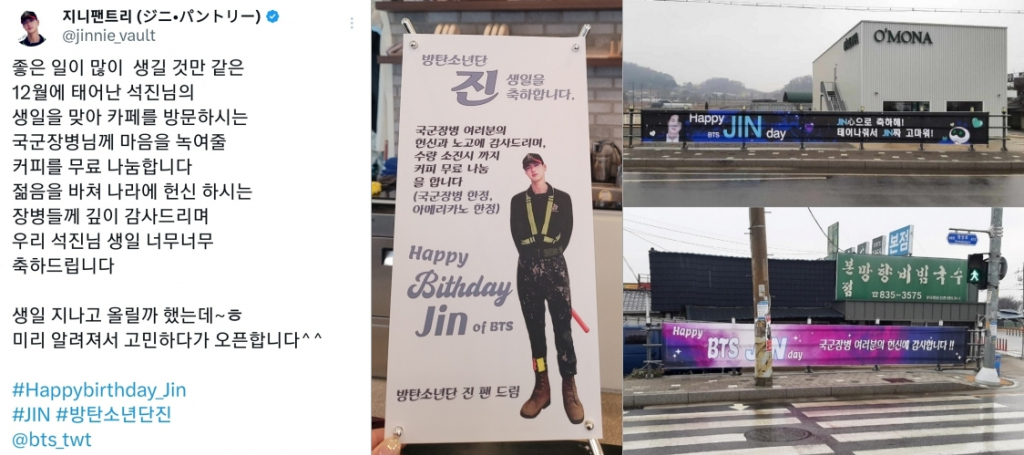 지니팬트리 (ジニ•パントリー)
@jinnie_vault
좋은 일이 많이 생길 것만 같은
12월에 태어난 석진님의
생일을 맞아 카페를 방문하시는
국군장병님께 마음을 녹여줄
커피를 무료 나눔합니다
젊음을 바쳐 나라에 헌신 하시는
장병들께 깊이 감사드리며
우리 석진님 생일 너무너무
축하드립니다
생일 지나고 올릴까 했는데~ㅎ
미리 알려져서 고민하다가 오픈합니다^^
#Happybirthday_Jin
#JIN #방탄소년단진
@bts_twt
방탄소년단
진 생일을
축하합니다.
국군장병 여러분의
헌신과 노고에 감사드리며,
수량 소진시 까지
커피 무료 나눔
을 합니다
(국군장병 한정,
아메리카노 한정)
Happy
Bithday
Jin of BTS
방탄소년단 진 팬 드림
O'MONA
Happy
BTS JIN day
JIN心으로 축하해!
태어나줘서 JIN짜 고마워!
본점
본점 망향비빔국수
835-3575
Happy
BTS JIN day
국군장병 여러분의 헌신에 감사합니다!!